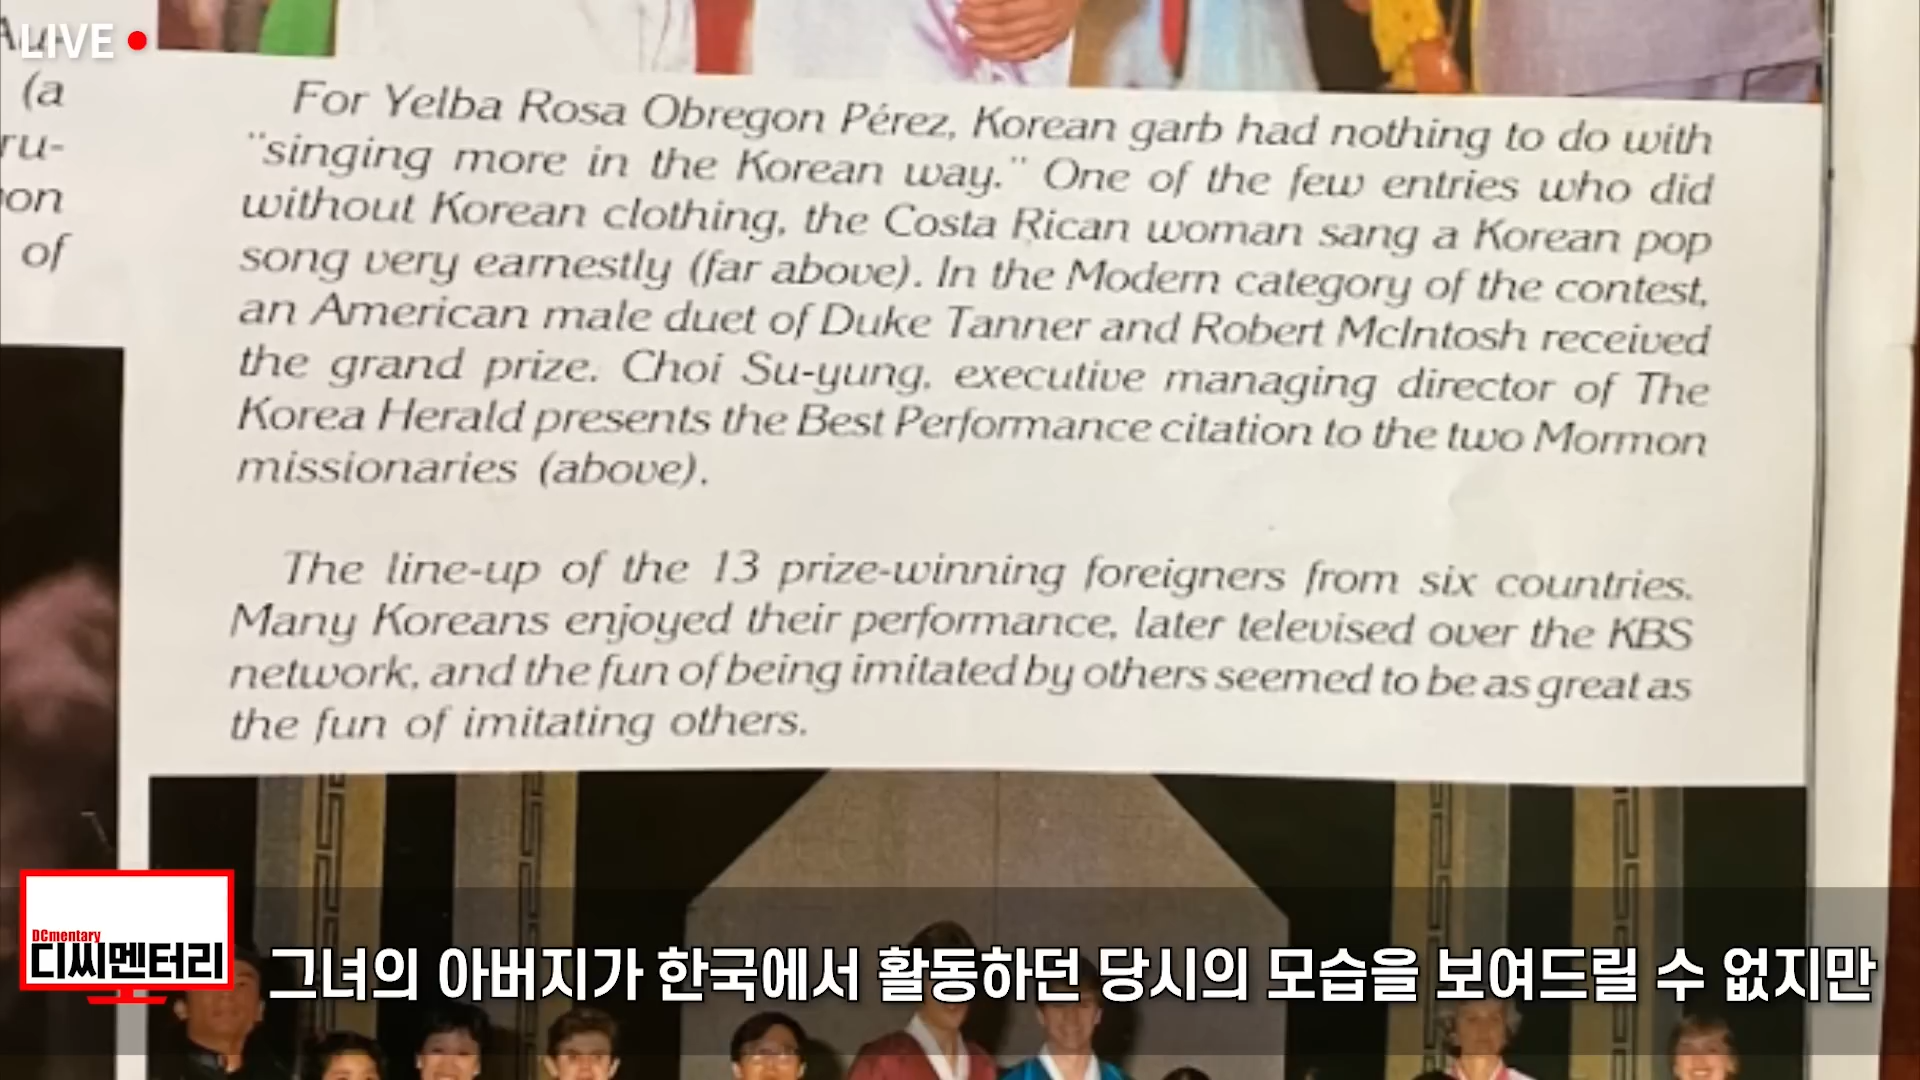 LIVE
(a
ru-
on
of
For Yelba Rosa Obregon Pérez, Korean garb had nothing to do with
"singing more in the Korean way." One of the few entries who did
without Korean clothing, the Costa Rican woman sang a Korean pop
song very earnestly (far above). In the Modern category of the contest,
an American male duet of Duke Tanner and Robert McIntosh received
the grand prize. Choi Su-yung, executive managing director of The
Korea Herald presents the Best Performance citation to the two Mormon
missionaries (above).
The line-up of the 13 prize-winning foreigners from six countries.
Many Koreans enjoyed their performance, later televised over the KBS
network, and the fun of being imitated by others seemed to be as great as
the fun of imitating others.
DCmentary
디씨멘터리
그녀의 아버지가 한국에서 활동하던 당시의 모습을 보여드릴 수 없지만